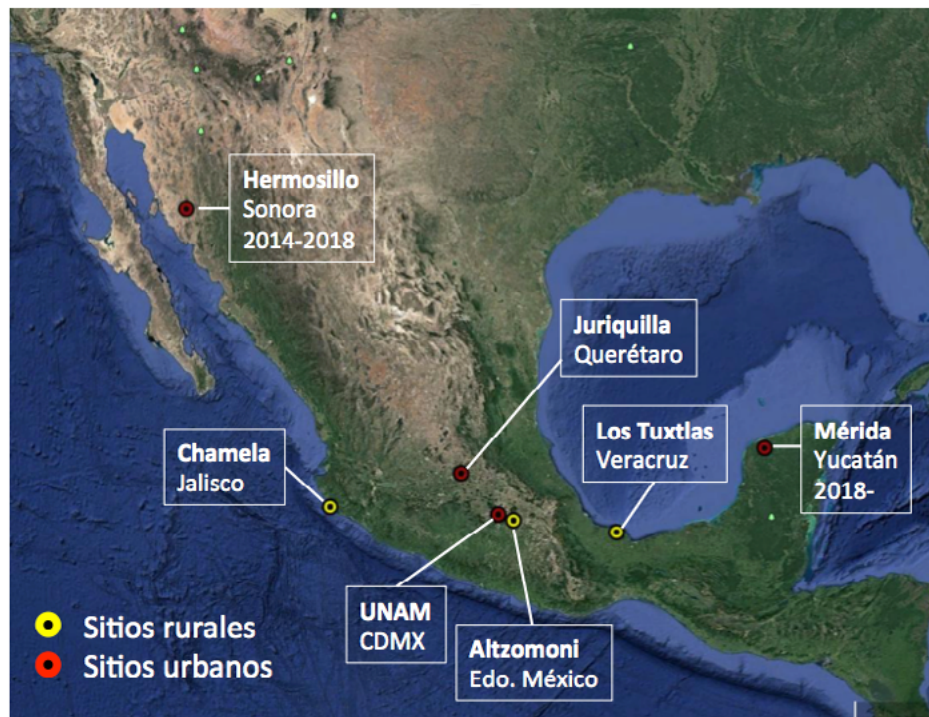 Hermosillo
Sonora
2014-2018
Juriquilla
Querétaro
Chamela
Jalisco
Los Tuxtlas
Veracruz
Mérida
Yucatán
2018-
UNAM
CDMX
Altzomoni
Edo. México
Sitios rurales
Sitios urbanos